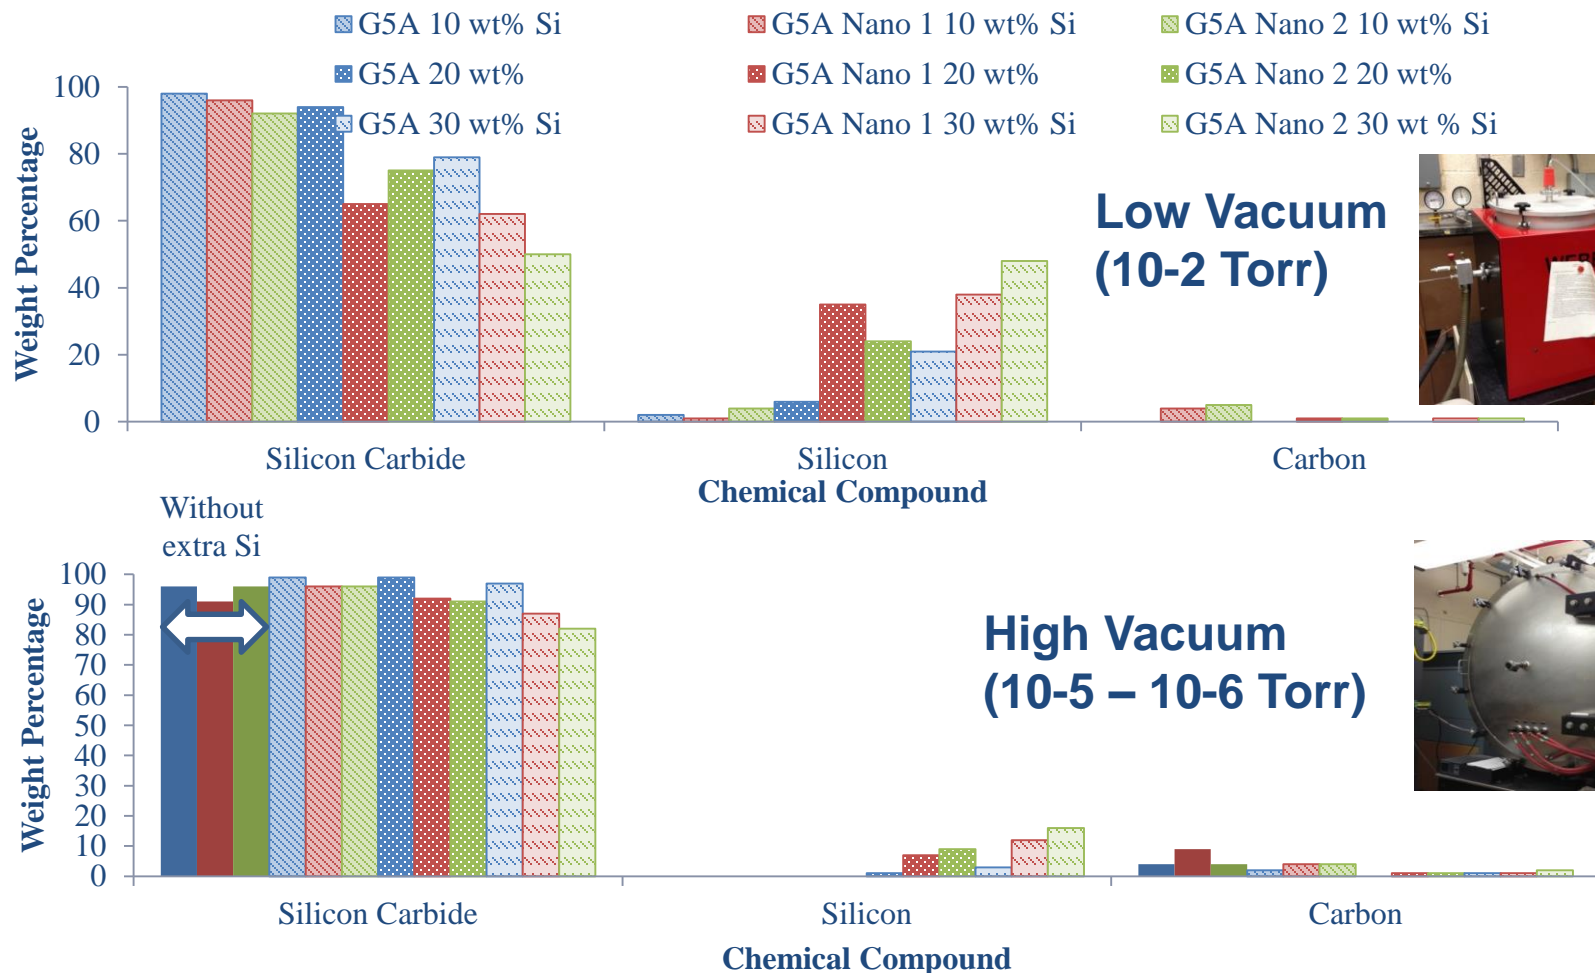 G5A 10 wt% Si
G5A Nano 1 10 wt% Si
G5A Nano 2 10 wt% Si
G5A 20 wt%
G5A Nano 1 20 wt%
G5A Nano 2 20 wt%
G5A 30 wt% Si
G5A Nano 1 30 wt% Si
G5A Nano 2 30 wt % Si
Weight Percentage
100
80
60
40
20
0
Low Vacuum
(10-2 Torr)
Silicon Carbide
Silicon
Carbon
Chemical Compound
Without
extra Si
Weight Percentage
100
90
80
70
60
50
40
30
20
10
0
High Vacuum
(10-5 – 10-6 Torr)
Silicon Carbide
Silicon
Carbon
Chemical Compound